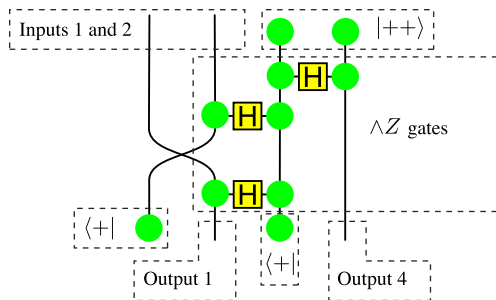 Inputs 1 and 2
|++⟩
H
∧Z gates
H
H
⟨+|
⟨+|
Output 1
Output 4